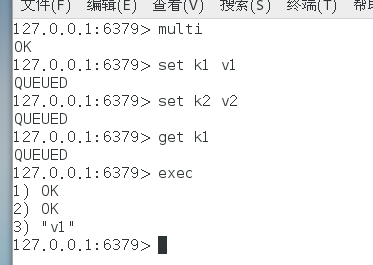 文件(F) 编辑(E) 查看(V) 搜索(S) 终端(T) 帮助
127.0.0.1:6379> multi
OK
127.0.0.1:6379> set k1 v1
QUEUED
127.0.0.1:6379> set k2 v2
QUEUED
127.0.0.1:6379> get k1
QUEUED
127.0.0.1:6379> exec
1) OK
2) OK
3) "v1"
127.0.0.1:6379>